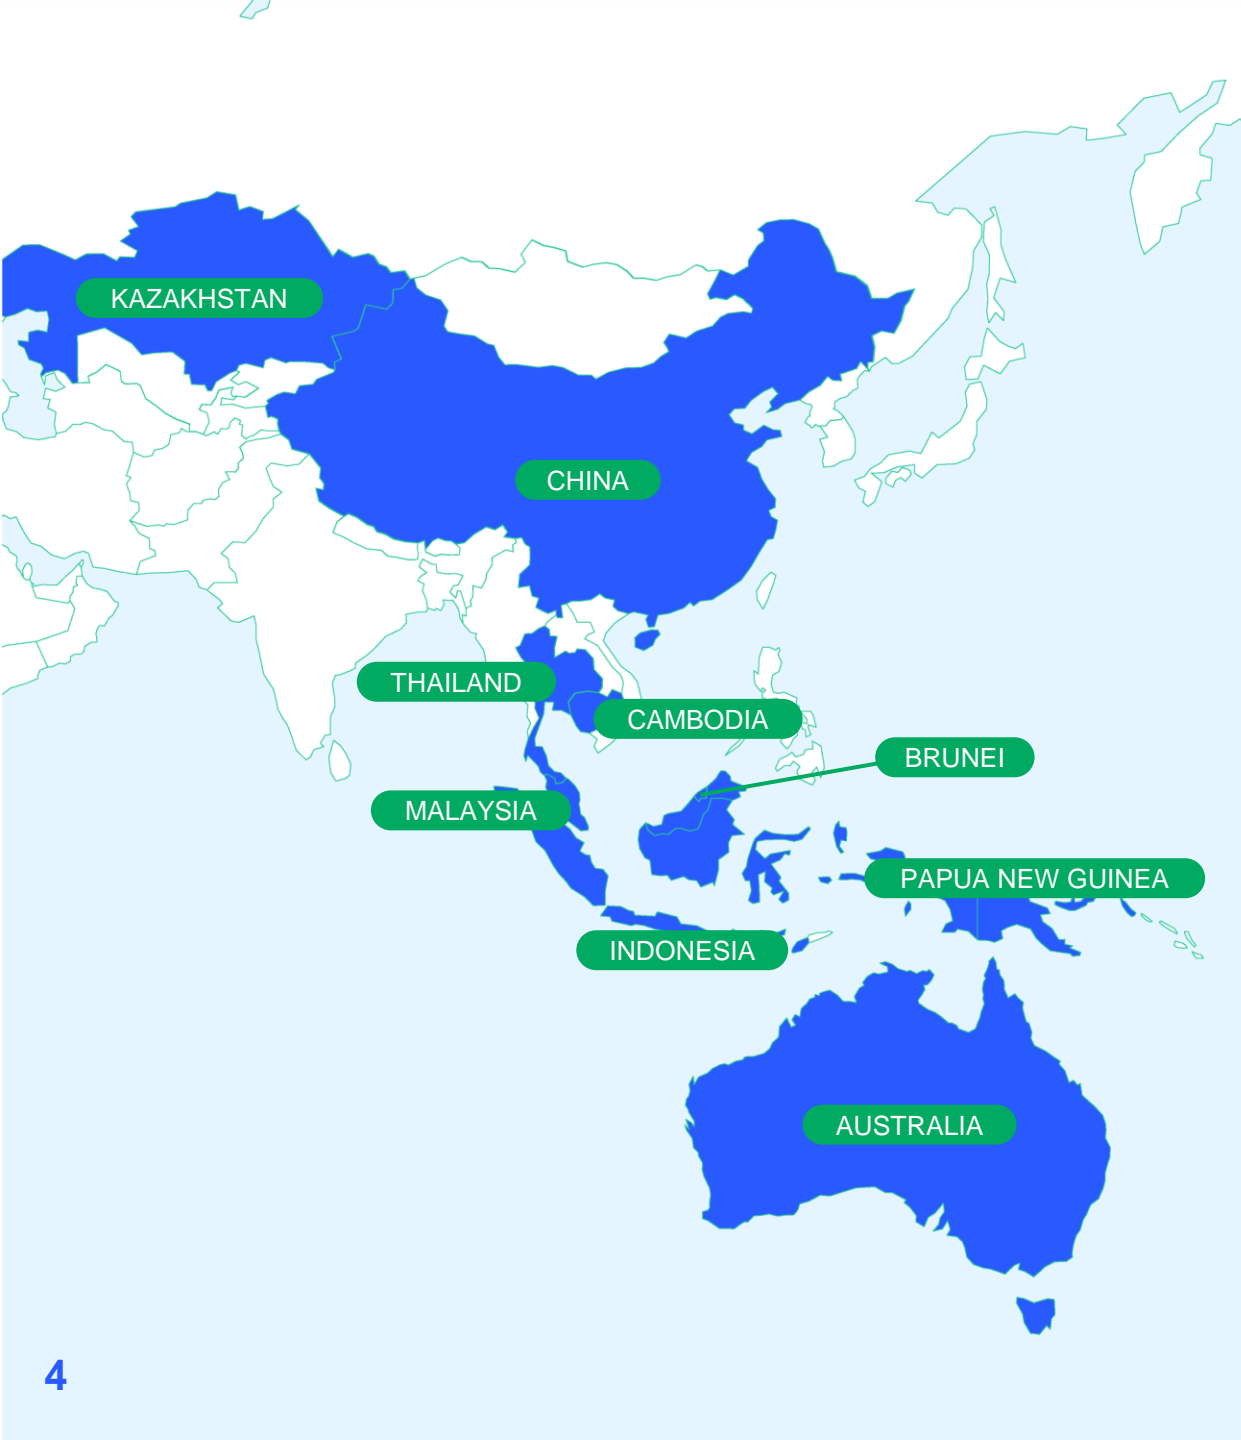 KAZAKHSTAN
CHINA
THAILAND
CAMBODIA
BRUNEI
MALAYSIA
PAPUA NEW GUINEA
INDONESIA
AUSTRALIA
4